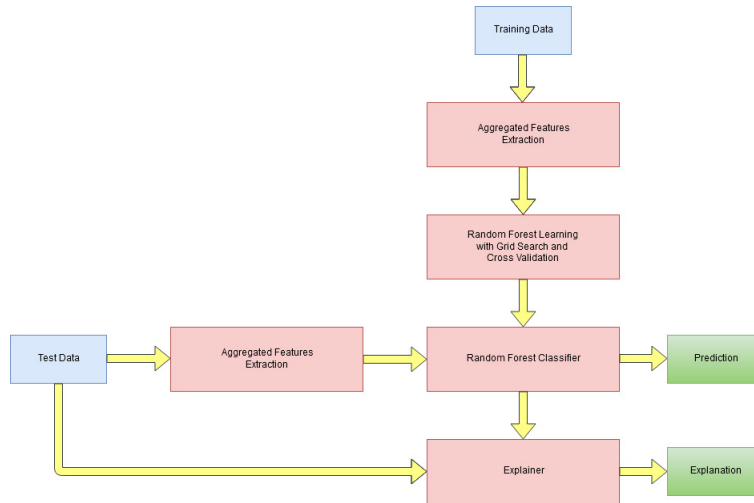 Training Data
Aggregated Features
Extraction
Random Forest Learning
with Grid Search and
Cross Validation
Test Data
Aggregated Features
Extraction
Random Forest Classifier
Prediction
Explainer
Explanation